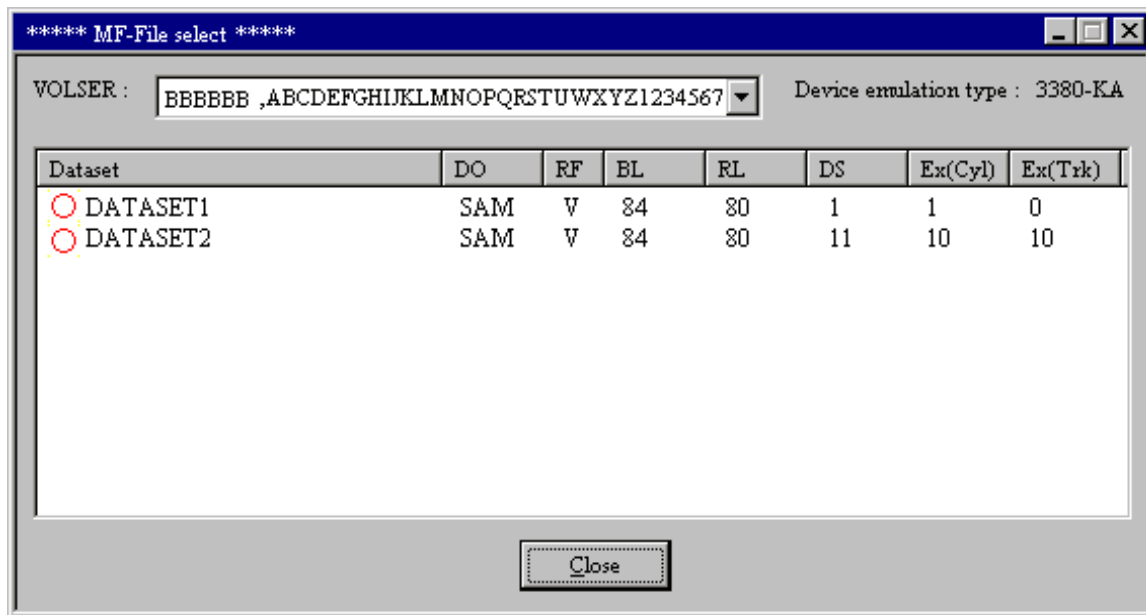 ***** MF-File select *****
VOLSER : BBBBBB ,ABCDEFGHIJKLMNOPQRSTUWXYZ1234567 Device emulation type : 3380-KA
Dataset DO RF BL RL DS Ex(Cyl) Ex(Trk)
DATASET1 SAM V 84 80 1 1 0
DATASET2 SAM V 84 80 11 10 10
Close